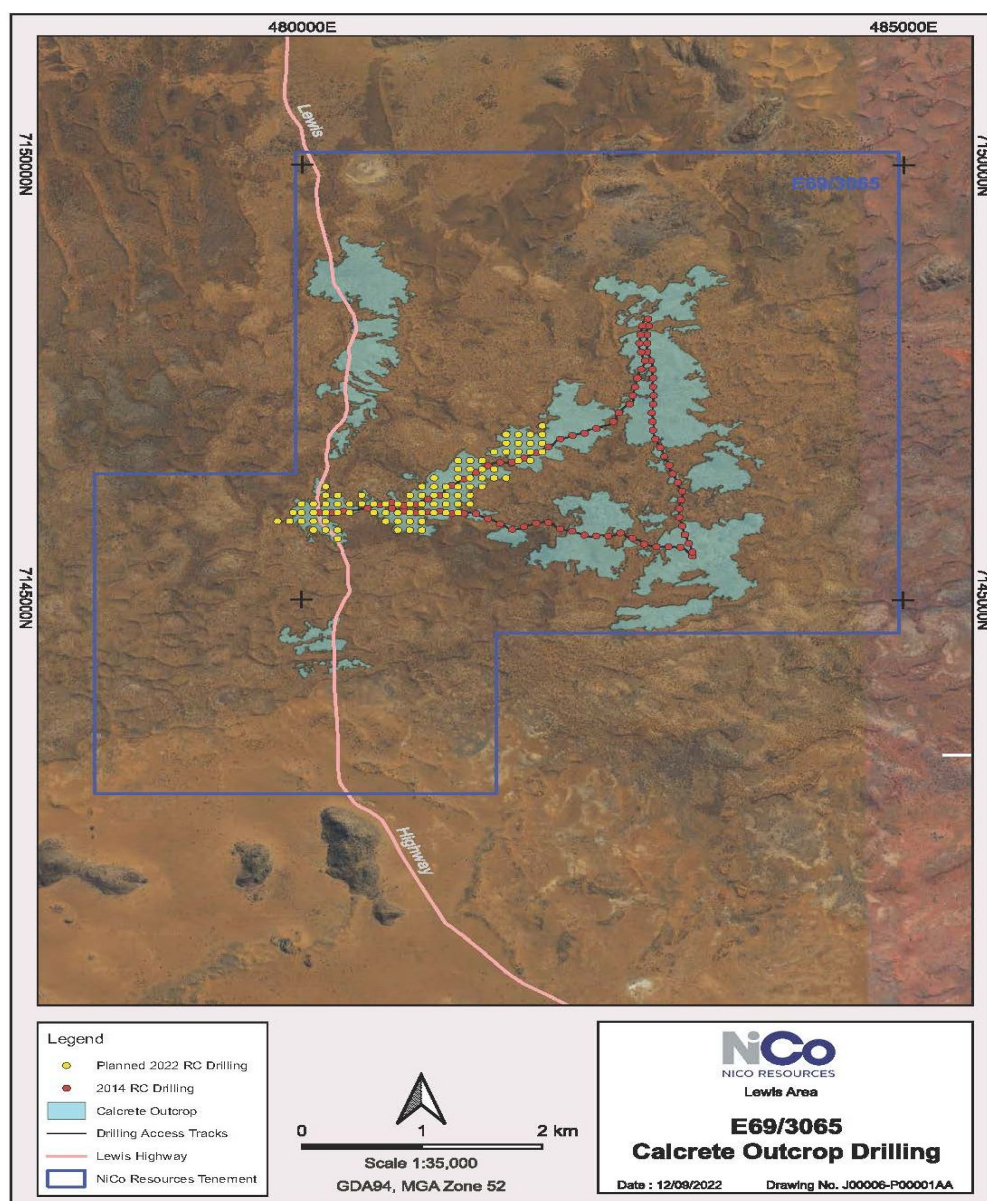 480000E
485000E
7150000N
7150000N
Lewis
E69/3065
7145000N
7145000N
Highway
Legend
Planned 2022 RC Drilling
2014 RC Drilling
Calcrete Outcrop
Drilling Access Tracks
Lewis Highway
NiCo Resources Tenement
0 1 2 km
Scale 1:35,000
GDA94, MGA Zone 52
NiCo
NICO RESOURCES
Lewis Area
E69/3065
Calcrete Outcrop Drilling
Date : 12/09/2022 Drawing No. J00006-P00001AA